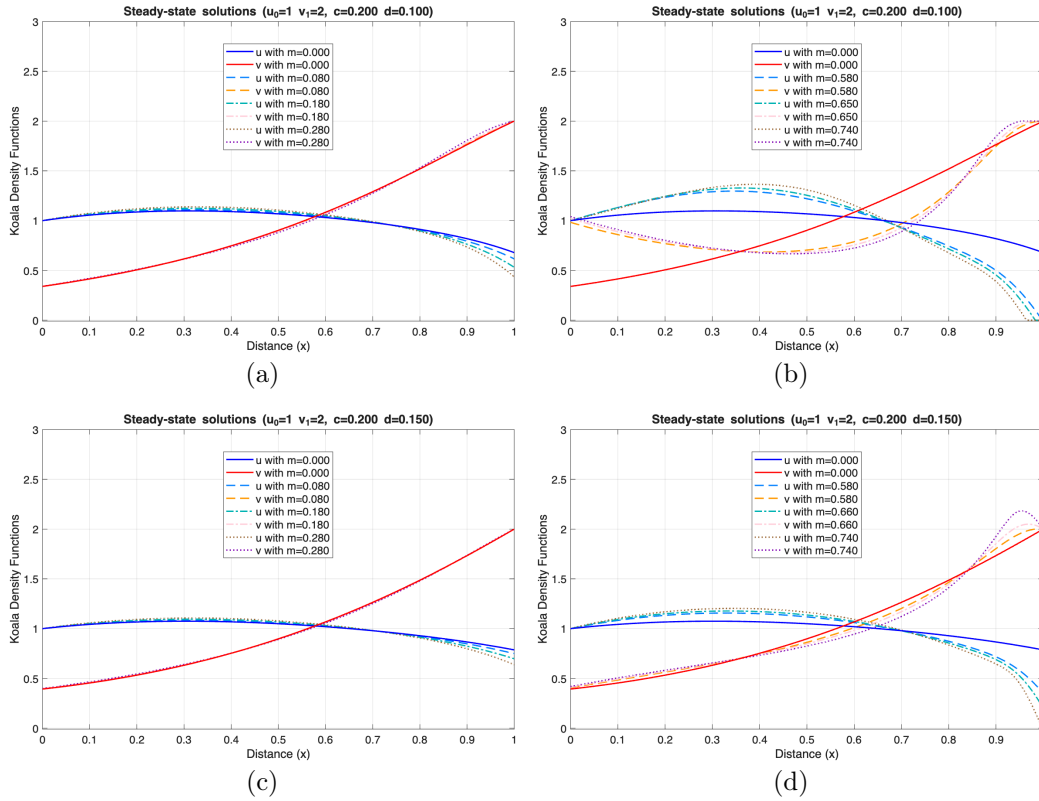 Steady-state solutions (u₀=1 v₁=2, c=0.200 d=0.100)
3
2.5
2
1.5
1
0.5
0
Koala Density Functions
u with m=0.000
v with m=0.000
u with m=0.080
v with m=0.080
u with m=0.180
v with m=0.180
u with m=0.280
v with m=0.280
0 0.1 0.2 0.3 0.4 0.5 0.6 0.7 0.8 0.9 1
Distance (x)
(a)
Steady-state solutions (u₀=1 v₁=2, c=0.200 d=0.100)
3
2.5
2
1.5
1
0.5
0
Koala Density Functions
u with m=0.000
v with m=0.000
u with m=0.580
v with m=0.580
u with m=0.650
v with m=0.650
u with m=0.740
v with m=0.740
0 0.1 0.2 0.3 0.4 0.5 0.6 0.7 0.8 0.9
Distance (x)
(b)
Steady-state solutions (u₀=1 v₁=2, c=0.200 d=0.150)
3
2.5
2
1.5
1
0.5
0
Koala Density Functions
u with m=0.000
v with m=0.000
u with m=0.080
v with m=0.080
u with m=0.180
v with m=0.180
u with m=0.280
v with m=0.280
0 0.1 0.2 0.3 0.4 0.5 0.6 0.7 0.8 0.9 1
Distance (x)
(c)
Steady-state solutions (u₀=1 v₁=2, c=0.200 d=0.150)
3
2.5
2
1.5
1
0.5
0
Koala Density Functions
u with m=0.000
v with m=0.000
u with m=0.580
v with m=0.580
u with m=0.660
v with m=0.660
u with m=0.740
v with m=0.740
0 0.1 0.2 0.3 0.4 0.5 0.6 0.7 0.8 0.9
Distance (x)
(d)